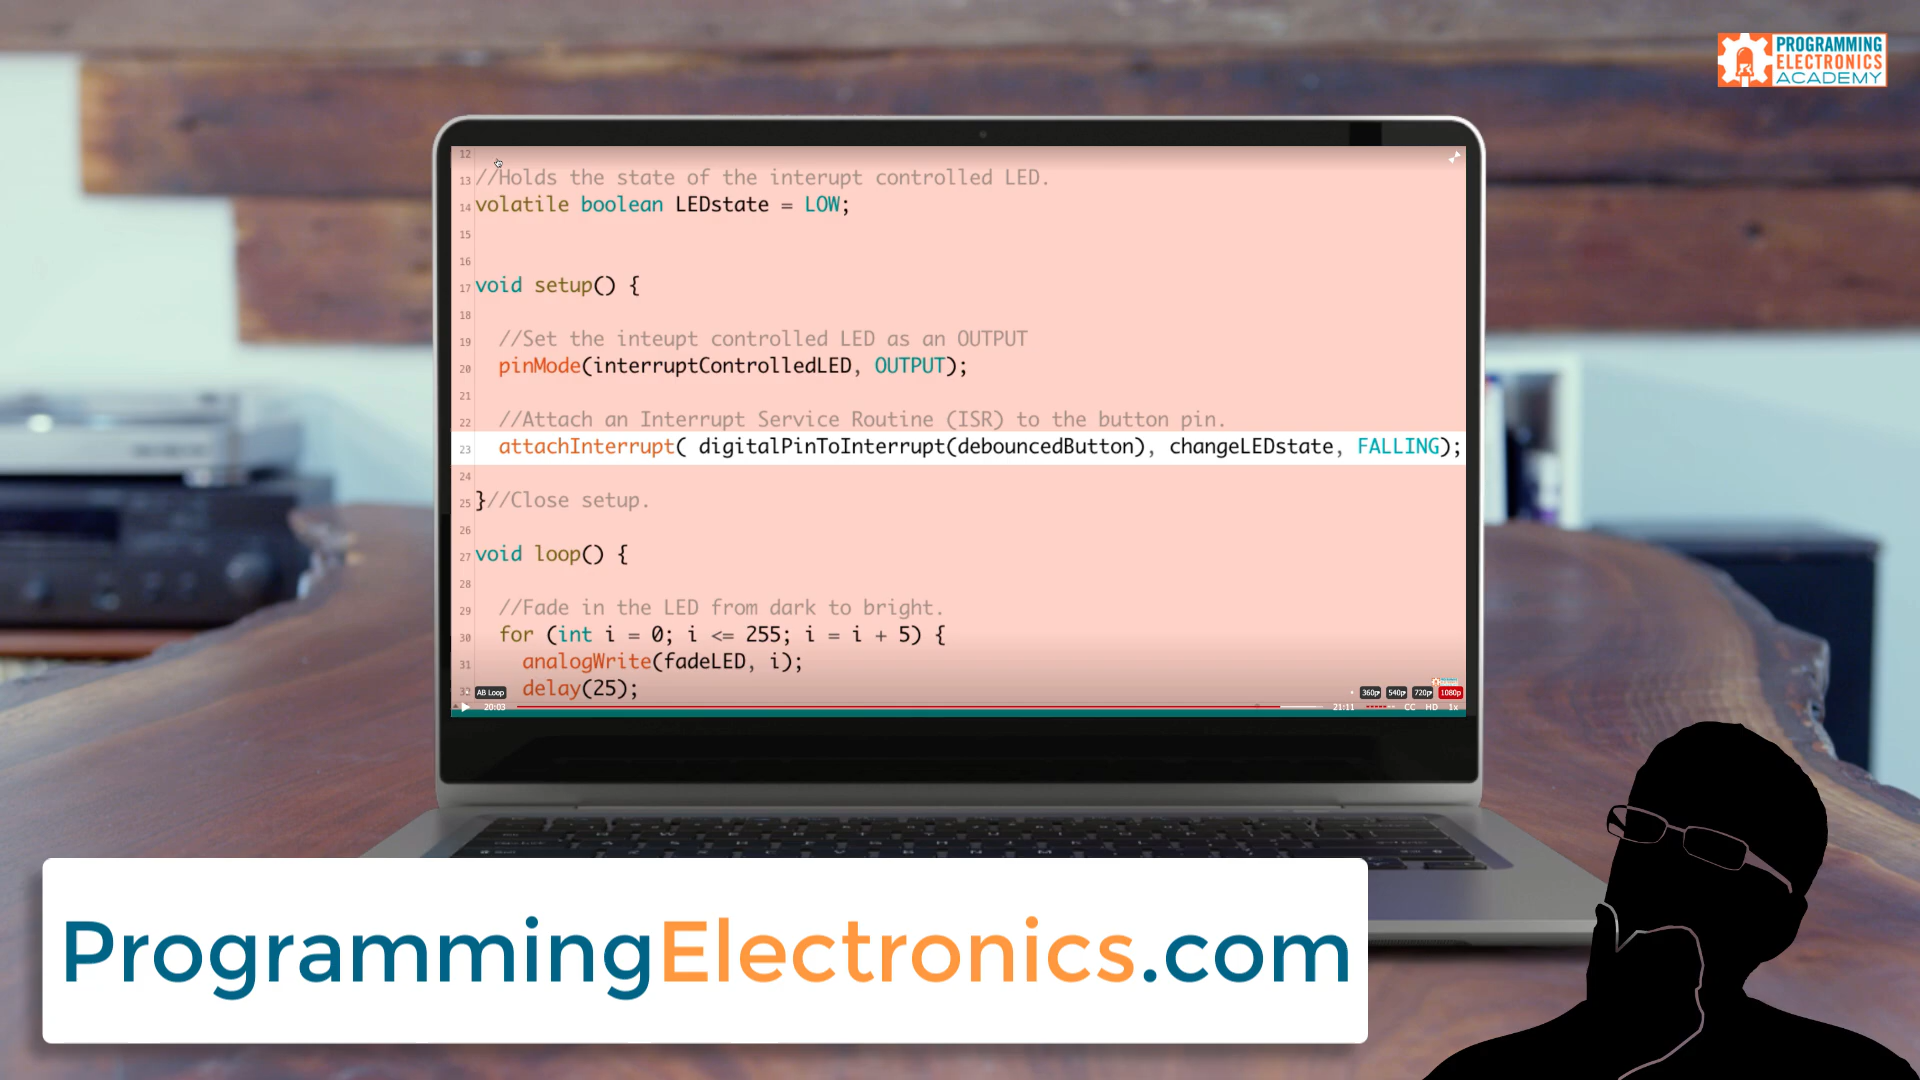 PROGRAMMING
ELECTRONICS
ACADEMY
12
13 //Holds the state of the interupt controlled LED.
14 volatile boolean LEDstate = LOW;
15
16
17 void setup() {
18
19 //Set the inteupt controlled LED as an OUTPUT
20 pinMode(interruptControlledLED, OUTPUT);
21
22 //Attach an Interrupt Service Routine (ISR) to the button pin.
23 attachInterrupt( digitalPinToInterrupt(debouncedButton), changeLEDstate, FALLING);
24
25 }//Close setup.
26
27 void loop() {
28
29 //Fade in the LED from dark to bright.
30 for (int i = 0; i <= 255; i = i + 5) {
31 analogWrite(fadeLED, i);
delay(25);
AB Loop 360p 540p 720p 1080p
20:03 21:11 CC HD 1x
ProgrammingElectronics.com